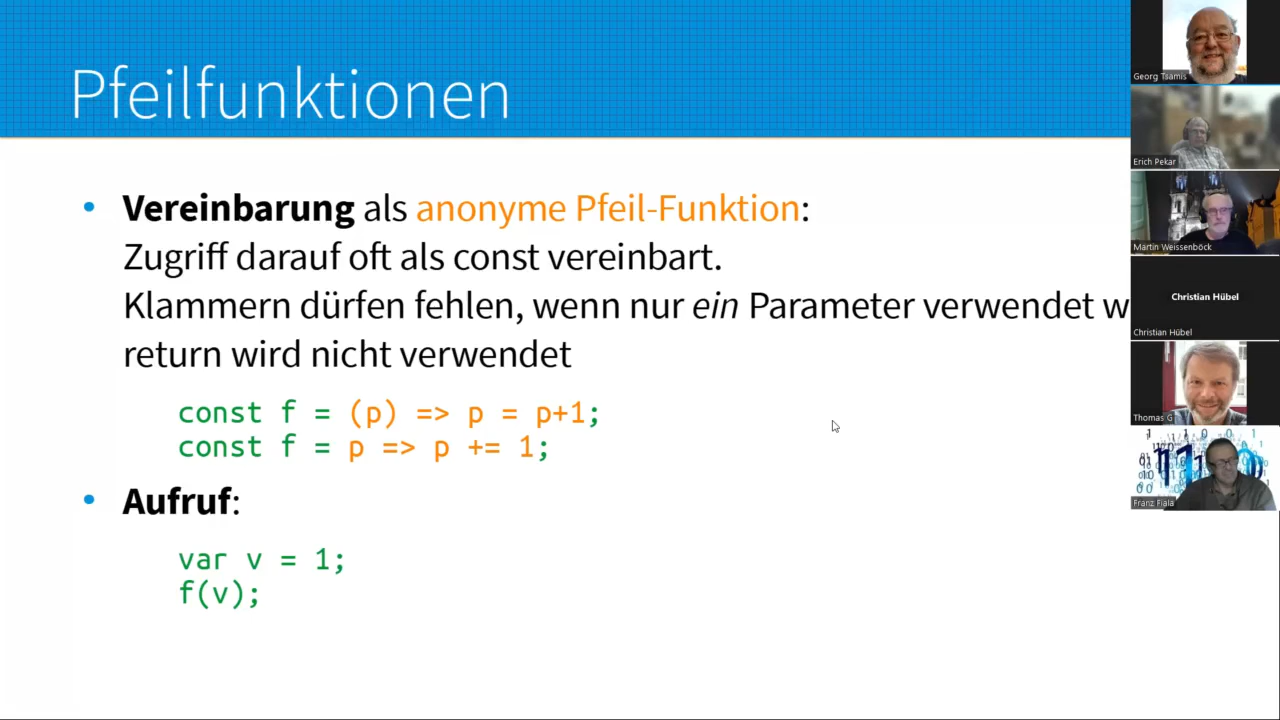 Pfeilfunktionen
• Vereinbarung als anonyme Pfeil-Funktion:
Zugriff darauf oft als const vereinbart.
Klammern dürfen fehlen, wenn nur ein Parameter verwendet w
return wird nicht verwendet
const f = (p) => p = p+1;
const f = p => p += 1;
• Aufruf:
var v = 1;
f(v);
Georg Tsamis
Erich Pekar
Martin Weissenböck
Christian Hübel
Christian Hübel
Thomas G
Franz Fiala